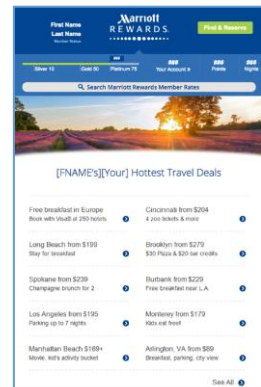 First Name
Last Name
Member Status
Marriott
REWARDS.
Find & Reserve
###
Silver 10
Gold 50
Platinum 75
###
Your Account
###
Points
###
Nights
Search Marriott Rewards Member Rates
[FNAME's][Your] Hottest Travel Deals
Free breakfast in Europe
Book with Visa® at 250 hotels
Cincinnati from $204
4 zoo tickets & more
Long Beach from $199
Stay for breakfast
Brooklyn from $279
$30 Pizza & $20 bar credits
Spokane from $239
Champagne brunch for 2
Burbank from $229
Free breakfast near L.A.
Los Angeles from $195
Parking up to 7 nights
Monterey from $179
Kids eat free!
Manhattan Beach $169+
Movie, kid's activity bucket
Arlington, VA from $89
Breakfast, parking, city view
See All